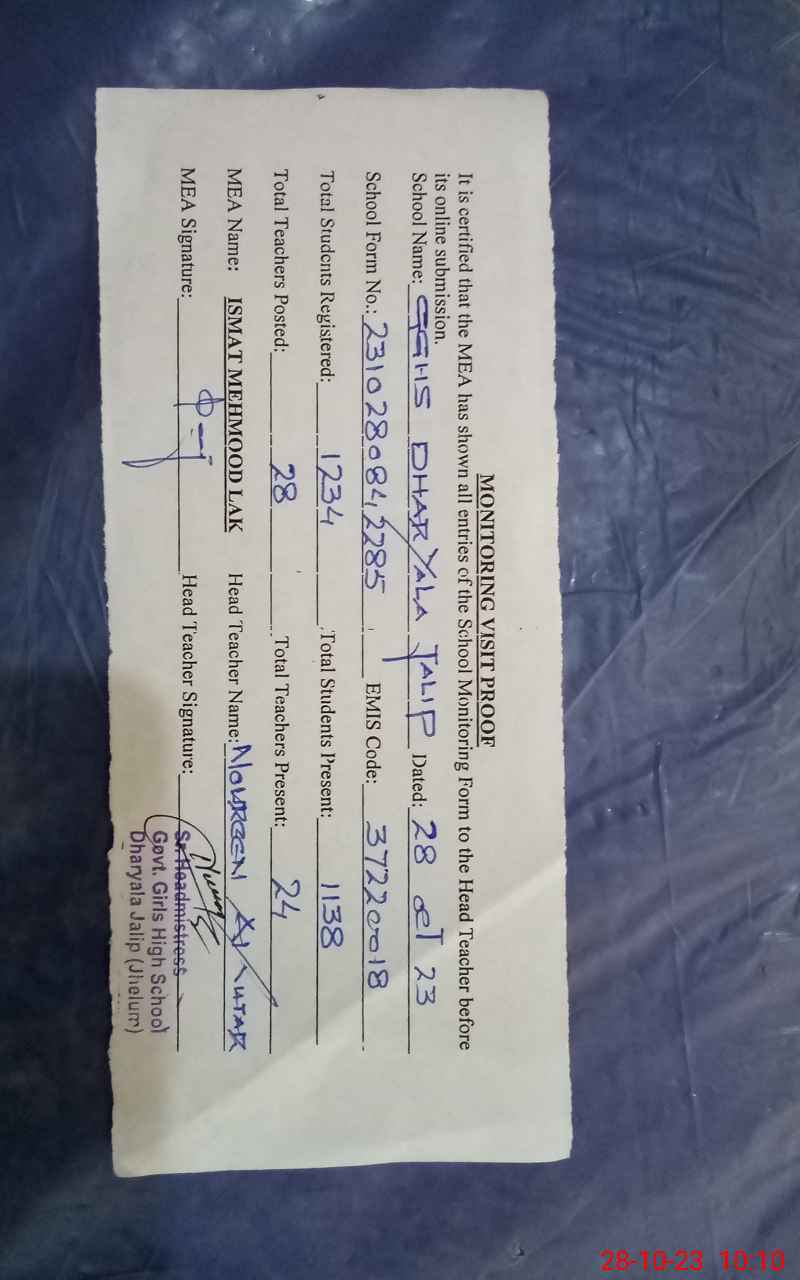 MONITORING VISIT PROOF
It is certified that the MEA has shown all entries of the School Monitoring Form to the Head Teacher before
its online submission.
School Name: GGHS DHARYALA JALIP Dated: 28 oct 23
School Form No.: 2310280842285 EMIS Code: 37220018
Total Students Registered: 1234 Total Students Present: 1138
Total Teachers Posted: 28 Total Teachers Present: 24
MEA Name: ISMAT MEHMOOD LAK Head Teacher Name: NOUREEN AKHTAR
MEA Signature: Head Teacher Signature:
Sr. Headmistress
Govt. Girls High School
Dharyala Jalip (Jhelum)
28-10-23 10:10